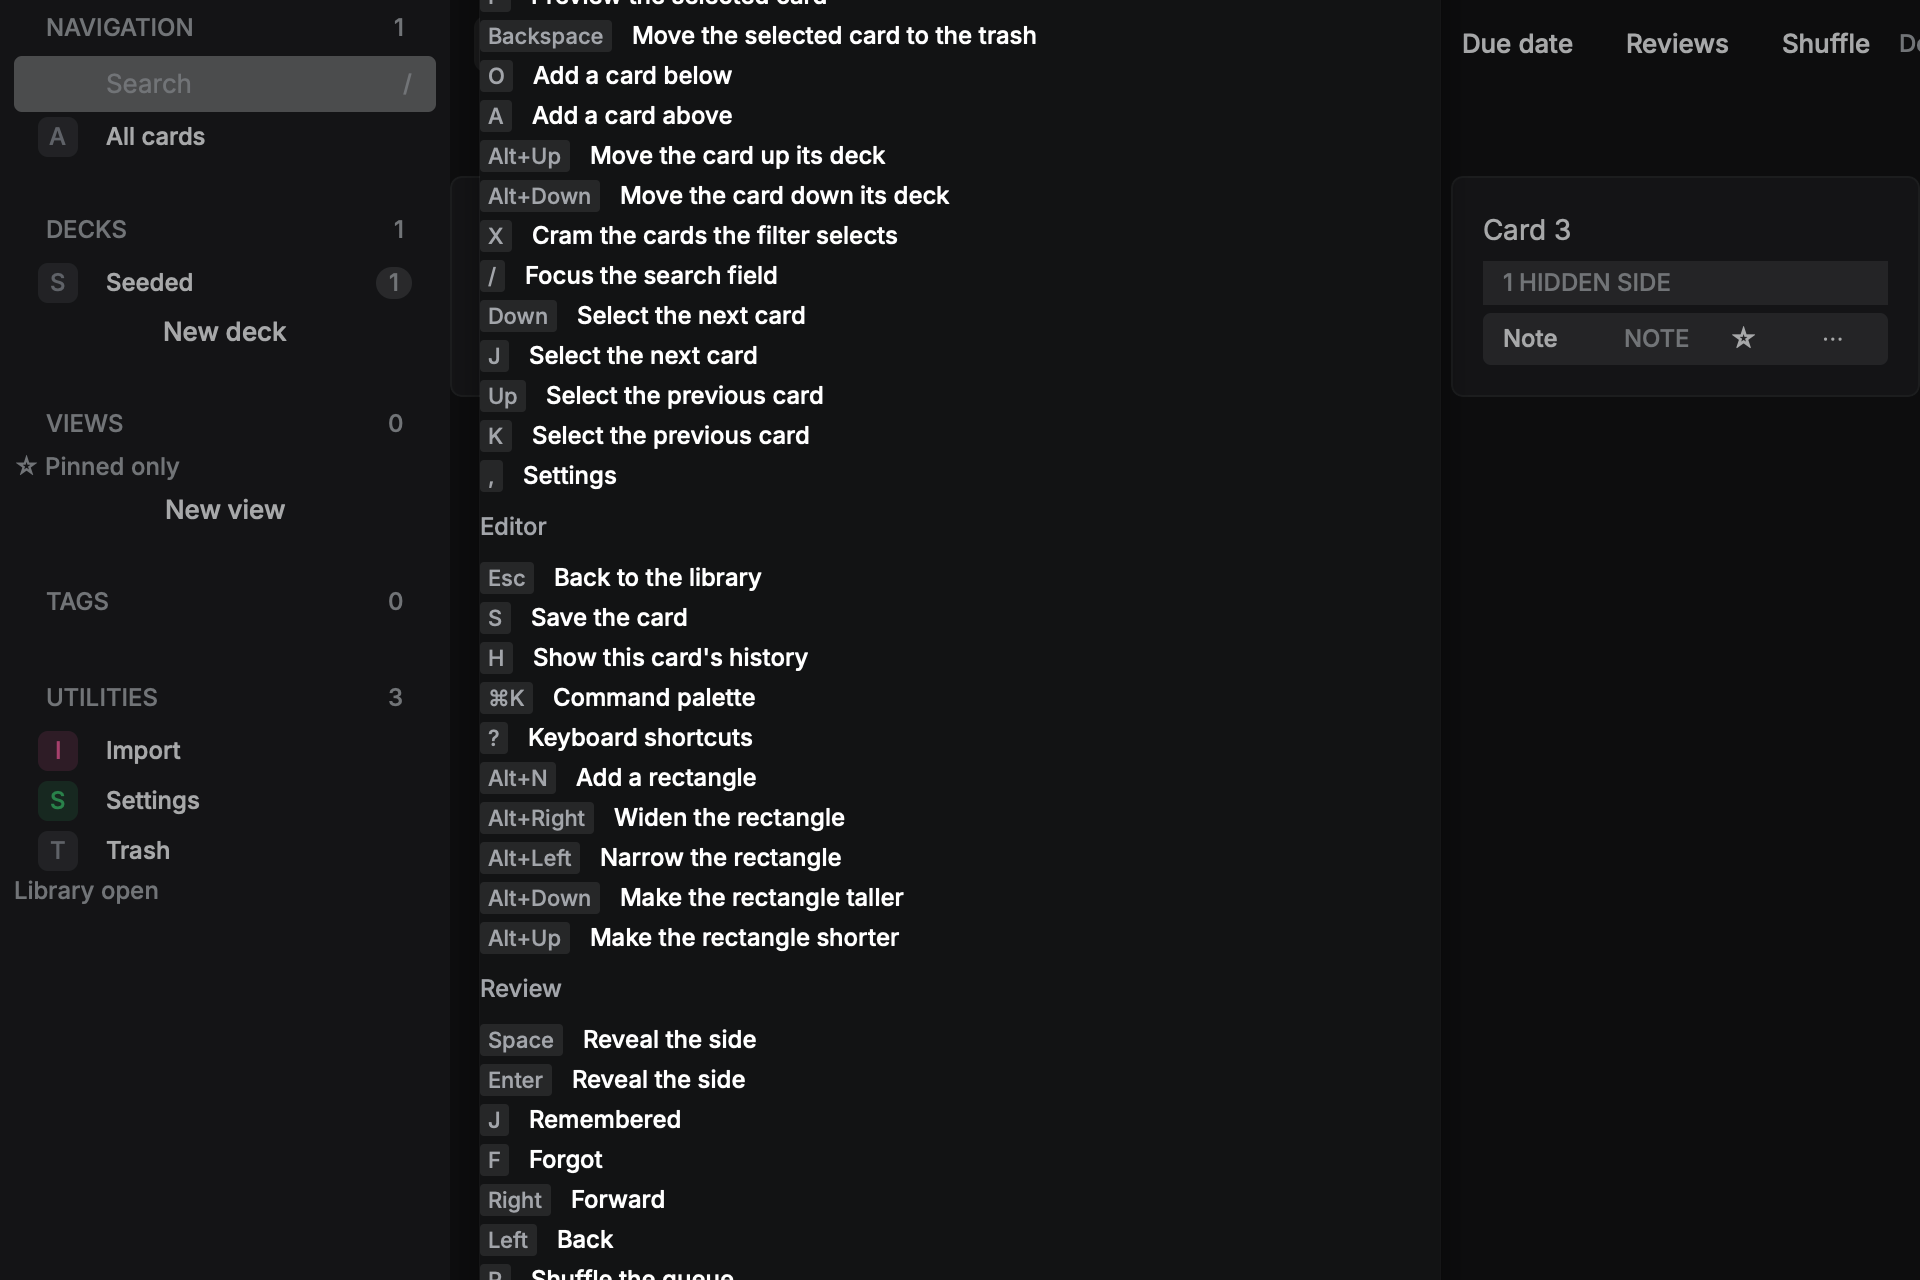 NAVIGATION 1
Search /
A All cards
DECKS 1
S Seeded 1
New deck
VIEWS 0
☆ Pinned only
New view
TAGS 0
UTILITIES 3
I Import
S Settings
T Trash
Library open
Preview the selected card
Backspace Move the selected card to the trash
O Add a card below
A Add a card above
Alt+Up Move the card up its deck
Alt+Down Move the card down its deck
X Cram the cards the filter selects
/ Focus the search field
Down Select the next card
J Select the next card
Up Select the previous card
K Select the previous card
, Settings
Editor
Esc Back to the library
S Save the card
H Show this card's history
⌘K Command palette
? Keyboard shortcuts
Alt+N Add a rectangle
Alt+Right Widen the rectangle
Alt+Left Narrow the rectangle
Alt+Down Make the rectangle taller
Alt+Up Make the rectangle shorter
Review
Space Reveal the side
Enter Reveal the side
J Remembered
F Forgot
Right Forward
Left Back
Shuffle the queue
Due date Reviews Shuffle
Card 3
1 HIDDEN SIDE
Note NOTE ☆ ...